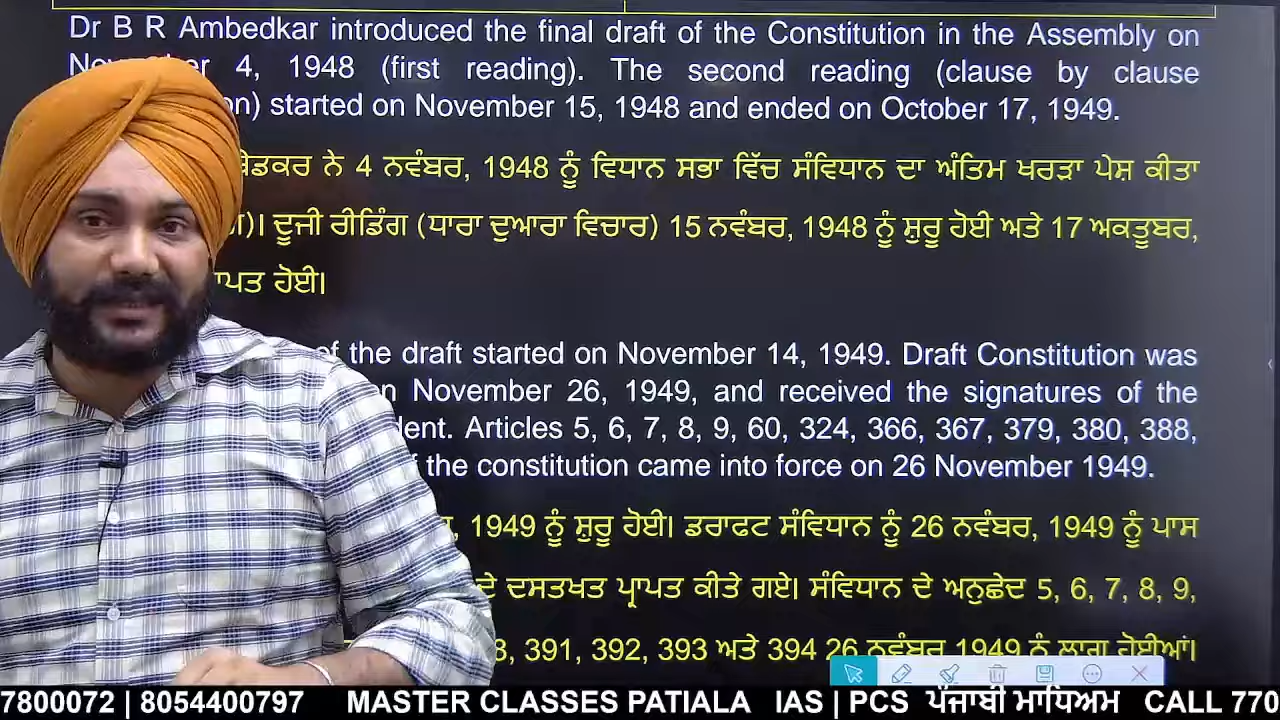 Dr B R Ambedkar introduced the final draft of the Constitution in the Assembly on
4, 1948 (first reading). The second reading (clause by clause
started on November 15, 1948 and ended on October 17, 1949.
ਨੇ 4 ਨਵੰਬਰ, 1948 ਨੂੰ ਵਿਧਾਨ ਸਭਾ ਵਿੱਚ ਸੰਵਿਧਾਨ ਦਾ ਅੰਤਿਮ ਖਰੜਾ ਪੇਸ਼ ਕੀਤਾ
ਦੂਜੀ ਰੀਡਿੰਗ (ਧਾਰਾ ਦੁਆਰਾ ਵਿਚਾਰ) 15 ਨਵੰਬਰ, 1948 ਨੂੰ ਸ਼ੁਰੂ ਹੋਈ ਅਤੇ 17 ਅਕਤੂਬਰ,
ਹੋਈ।
of the draft started on November 14, 1949. Draft Constitution was
November 26, 1949, and received the signatures of the
Articles 5, 6, 7, 8, 9, 60, 324, 366, 367, 379, 380, 388,
the constitution came into force on 26 November 1949.
1949 ਨੂੰ ਸ਼ੁਰੂ ਹੋਈ। ਡਰਾਫਟ ਸੰਵਿਧਾਨ ਨੂੰ 26 ਨਵੰਬਰ, 1949 ਨੂੰ ਪਾਸ
ਦੇ ਦਸਤਖਤ ਪ੍ਰਾਪਤ ਕੀਤੇ ਗਏ। ਸੰਵਿਧਾਨ ਦੇ ਅਨੁਛੇਦ 5, 6, 7, 8, 9,
391, 392, 393 ਅਤੇ 394 26 ਨਵੰਬਰ 1949 ਨੂੰ ਲਾਗੂ ਹੋਈਆਂ।
7800072 | 8054400797 MASTER CLASSES PATIALA IAS | PCS ਪੰਜਾਬੀ ਮਾਧਿਅਮ CALL 770